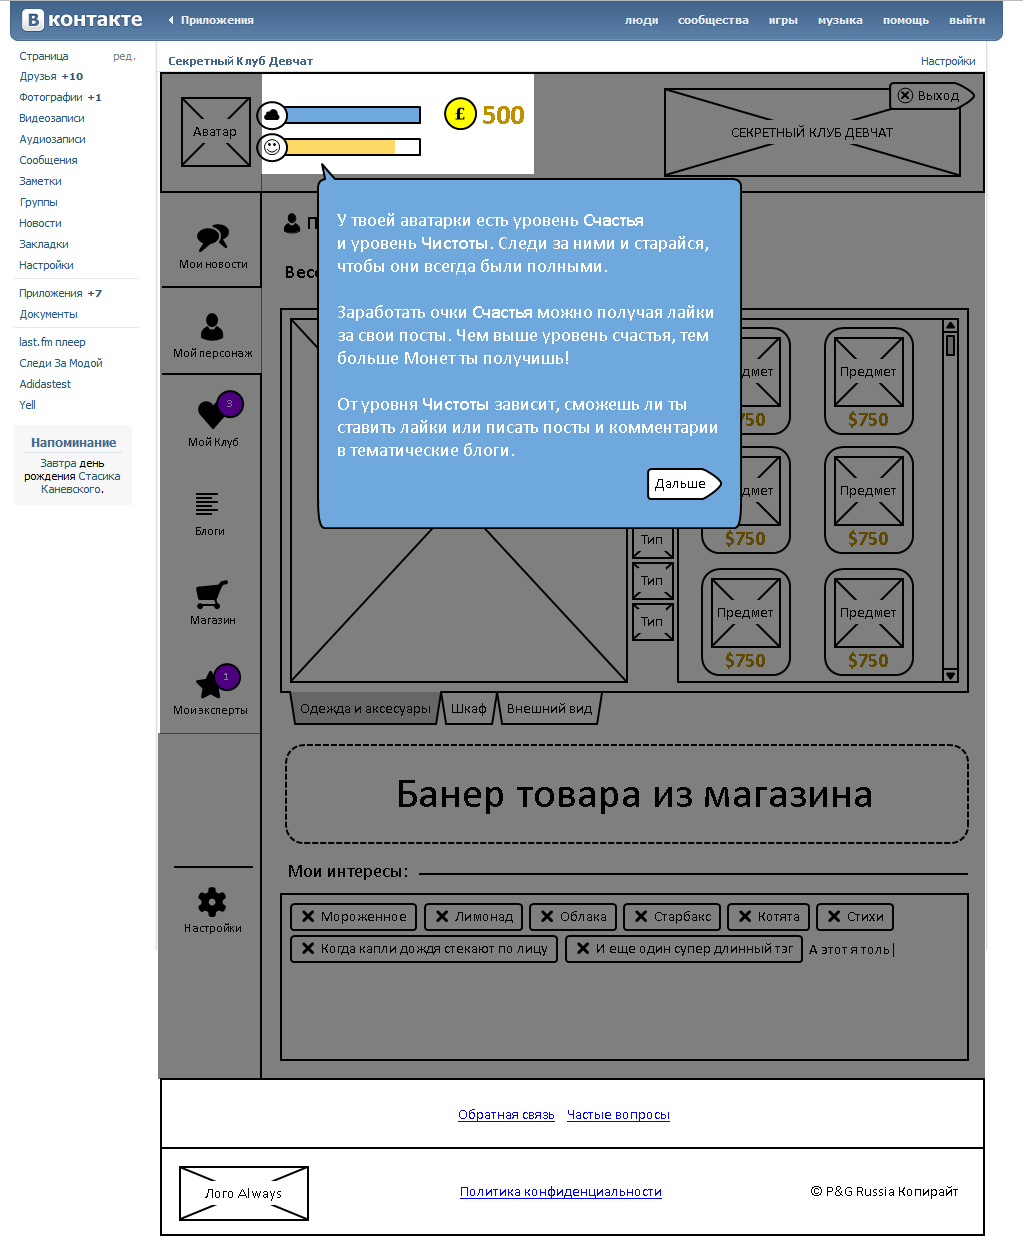 В контакте
Приложения
люди
сообщества
игры
музыка
помощь
выйти
Страница
ред.
Друзья +10
Фотографии +1
Видеозаписи
Аудиозаписи
Сообщения
Заметки
Группы
Новости
Закладки
Настройки
Приложения +7
Документы
last.fm плеер
Следи За Модой
Adidastest
Yell
Напоминание
Завтра день
рождения Стасика
Каневского.
Секретный Клуб Девчат
Настройки
Аватар
£ 500
СЕКРЕТНЫЙ КЛУБ ДЕВЧАТ
Выход
Мои новости
Мой персонаж
3
Мой Клуб
Блоги
Магазин
1
Мои эксперты
Настройки
У твоей аватарки есть уровень Счастья
и уровень Чистоты. Следи за ними и старайся,
чтобы они всегда были полными.
Заработать очки Счастья можно получая лайки
за свои посты. Чем выше уровень счастья, тем
больше Монет ты получишь!
От уровня Чистоты зависит, сможешь ли ты
ставить лайки или писать посты и комментарии
в тематические блоги.
Дальше
Предмет
$750
$750
Предмет
$750
$750
Предмет
$750
Предмет
$750
Тип
Тип
Тип
Одежда и аксесуары
Шкаф
Внешний вид
Банер товара из магазина
Мои интересы:
Мороженное
Лимонад
Облака
Старбакс
Котята
Стихи
Когда капли дождя стекают по лицу
И еще один супер длинный тэг
А этот я толь
Обратная связь
Частые вопросы
Лого Always
Политика конфиденциальности
© P&G Russia Копирайт